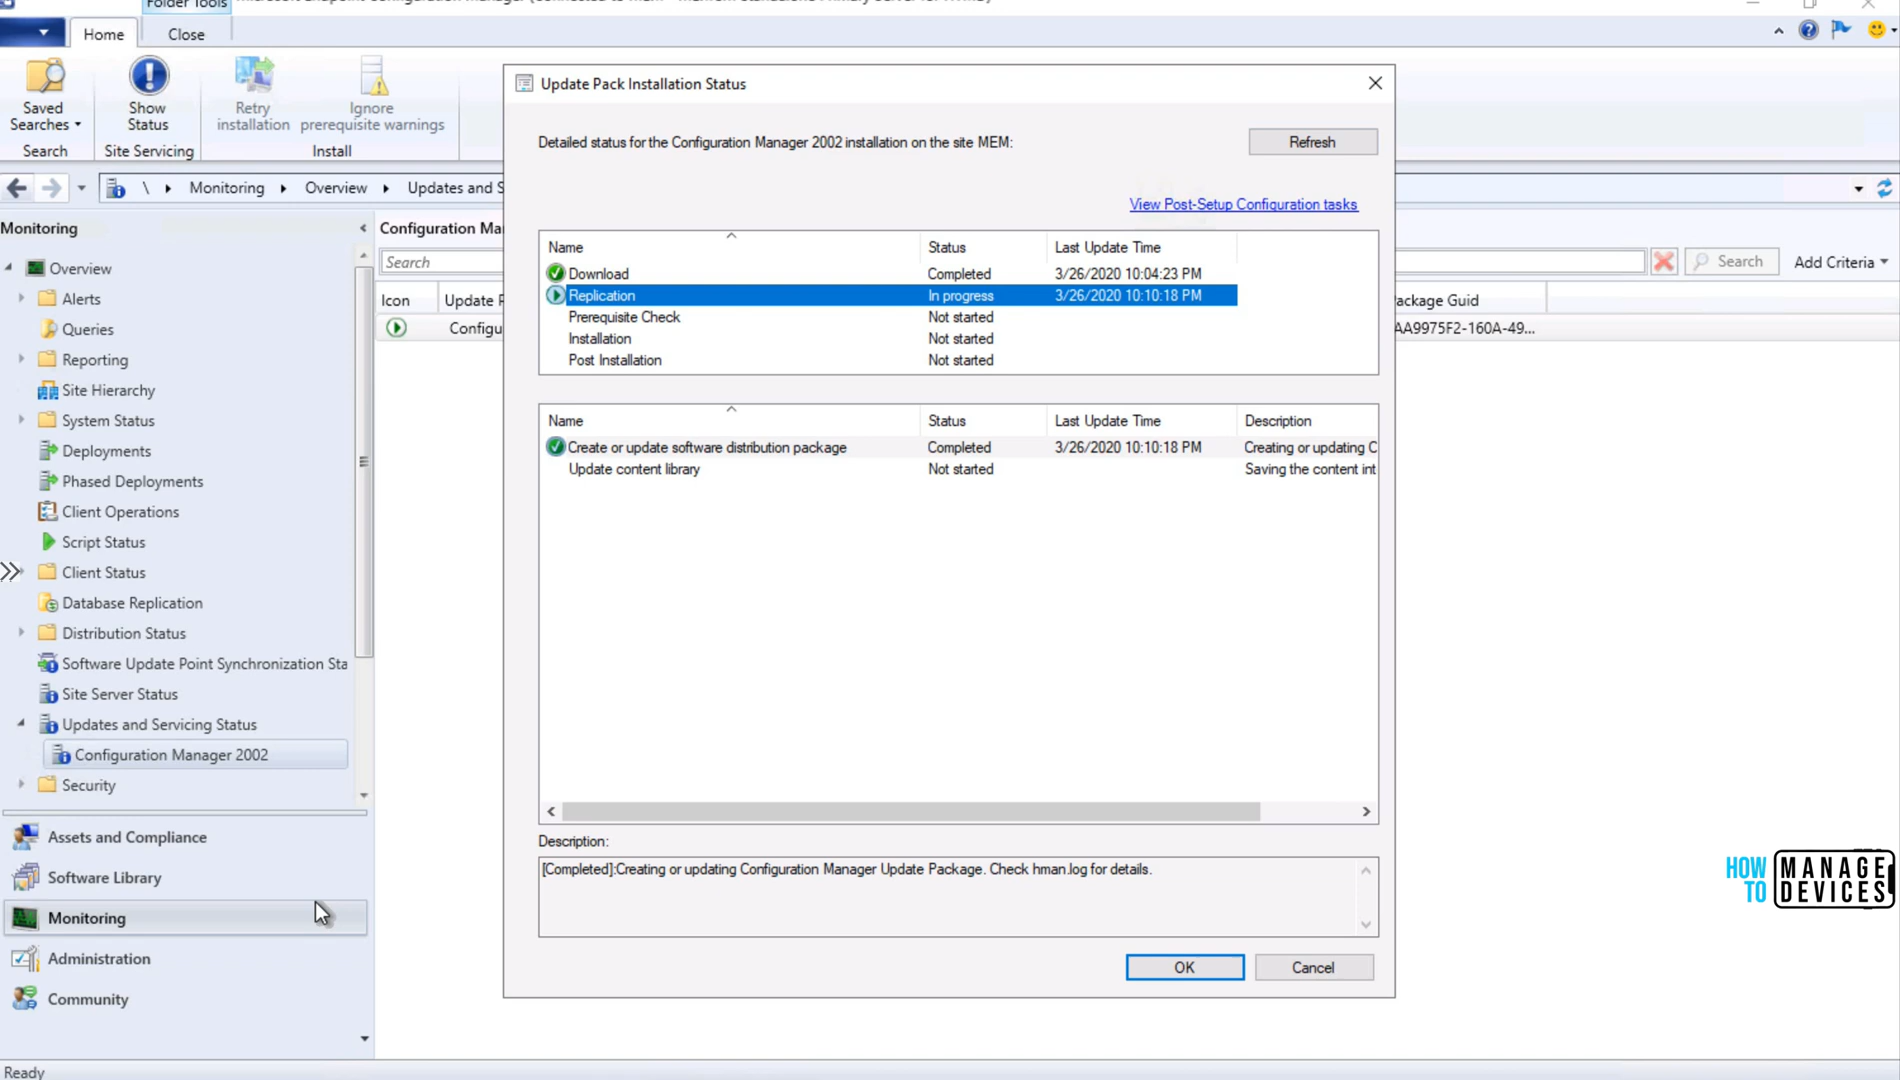 Folder Tools
Home
Close
Saved
Searches
Show
Status
Retry
installation
Ignore
prerequisite warnings
Search
Site Servicing
Install
\ Monitoring Overview Updates and S
Monitoring
Overview
Alerts
Queries
Reporting
Site Hierarchy
System Status
Deployments
Phased Deployments
Client Operations
Script Status
Client Status
Database Replication
Distribution Status
Software Update Point Synchronization Sta
Site Server Status
Updates and Servicing Status
Configuration Manager 2002
Security
Assets and Compliance
Software Library
Monitoring
Administration
Community
Ready
Configuration Ma
Search
Icon Update P
Configu
Update Pack Installation Status
Detailed status for the Configuration Manager 2002 installation on the site MEM:
Refresh
View Post-Setup Configuration tasks
Name Status Last Update Time
Download Completed 3/26/2020 10:04:23 PM
Replication In progress 3/26/2020 10:10:18 PM
Prerequisite Check Not started
Installation Not started
Post Installation Not started
Name Status Last Update Time Description
Create or update software distribution package Completed 3/26/2020 10:10:18 PM Creating or updating C
Update content library Not started Saving the content int
Description:
[Completed]:Creating or updating Configuration Manager Update Package. Check hman.log for details.
OK
Cancel
Search
Add Criteria
ackage Guid
AA9975F2-160A-49...
HOW TO
MANAGE DEVICES